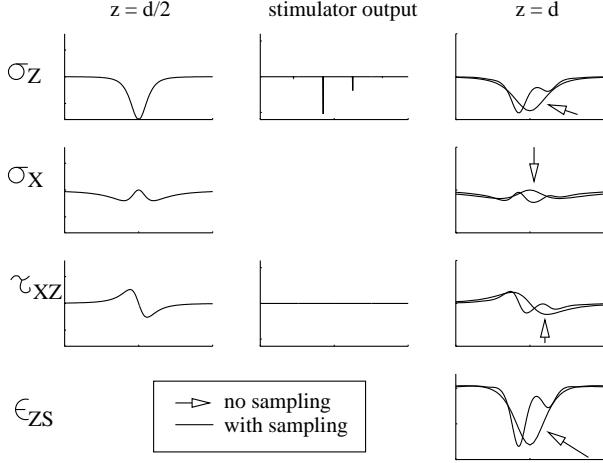 z = d/2 stimulator output z = d
σZ
σX
τXZ
ϵZS
no sampling
with sampling